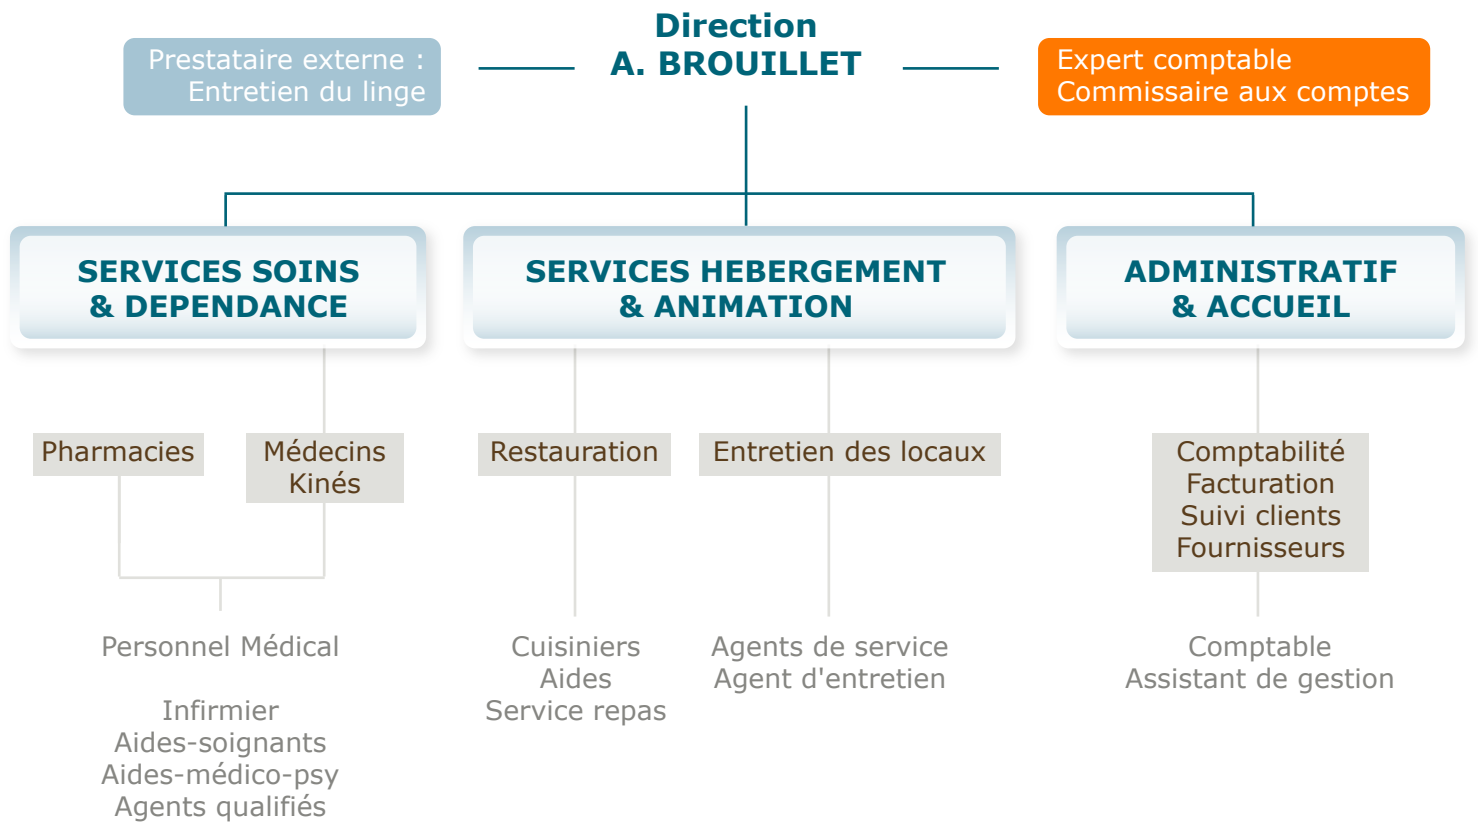 Direction
A. BROUILLET
Prestataire externe :
Entretien du linge
Expert comptable
Commissaire aux comptes
SERVICES SOINS
& DEPENDANCE
SERVICES HEBERGEMENT
& ANIMATION
ADMINISTRATIF
& ACCUEIL
Pharmacies
Médecins
Kinés
Restauration
Entretien des locaux
Comptabilité
Facturation
Suivi clients
Fournisseurs
Personnel Médical
Infirmier
Aides-soignants
Aides-médico-psy
Agents qualifiés
Cuisiniers
Aides
Service repas
Agents de service
Agent d'entretien
Comptable
Assistant de gestion